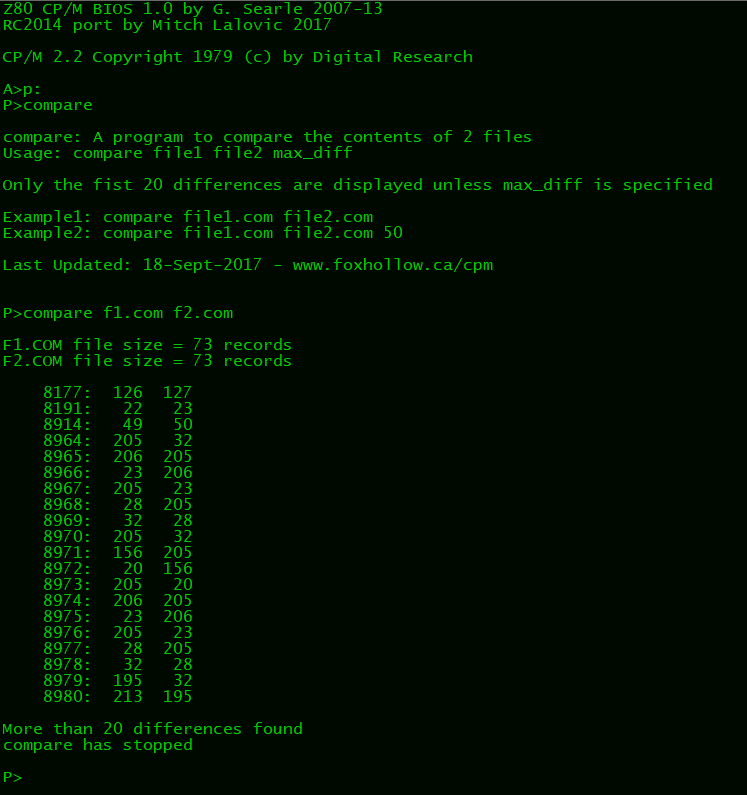 Z80 CP/M BIOS 1.0 by G. Searle 2007-13
RC2014 port by Mitch Lalovic 2017
CP/M 2.2 Copyright 1979 (c) by Digital Research
A>p:
P>compare
compare: A program to compare the contents of 2 files
Usage: compare file1 file2 max_diff
Only the fist 20 differences are displayed unless max_diff is specified
Example1: compare file1.com file2.com
Example2: compare file1.com file2.com 50
Last Updated: 18-Sept-2017 - www.foxhollow.ca/cpm
P>compare f1.com f2.com
F1.COM file size = 73 records
F2.COM file size = 73 records
8177: 126 127
8191: 22 23
8914: 49 50
8964: 205 32
8965: 206 205
8966: 23 206
8967: 205 23
8968: 28 205
8969: 32 28
8970: 205 32
8971: 156 205
8972: 20 156
8973: 205 20
8974: 206 205
8975: 23 206
8976: 205 23
8977: 28 205
8978: 32 28
8979: 195 32
8980: 213 195
More than 20 differences found
compare has stopped
P>